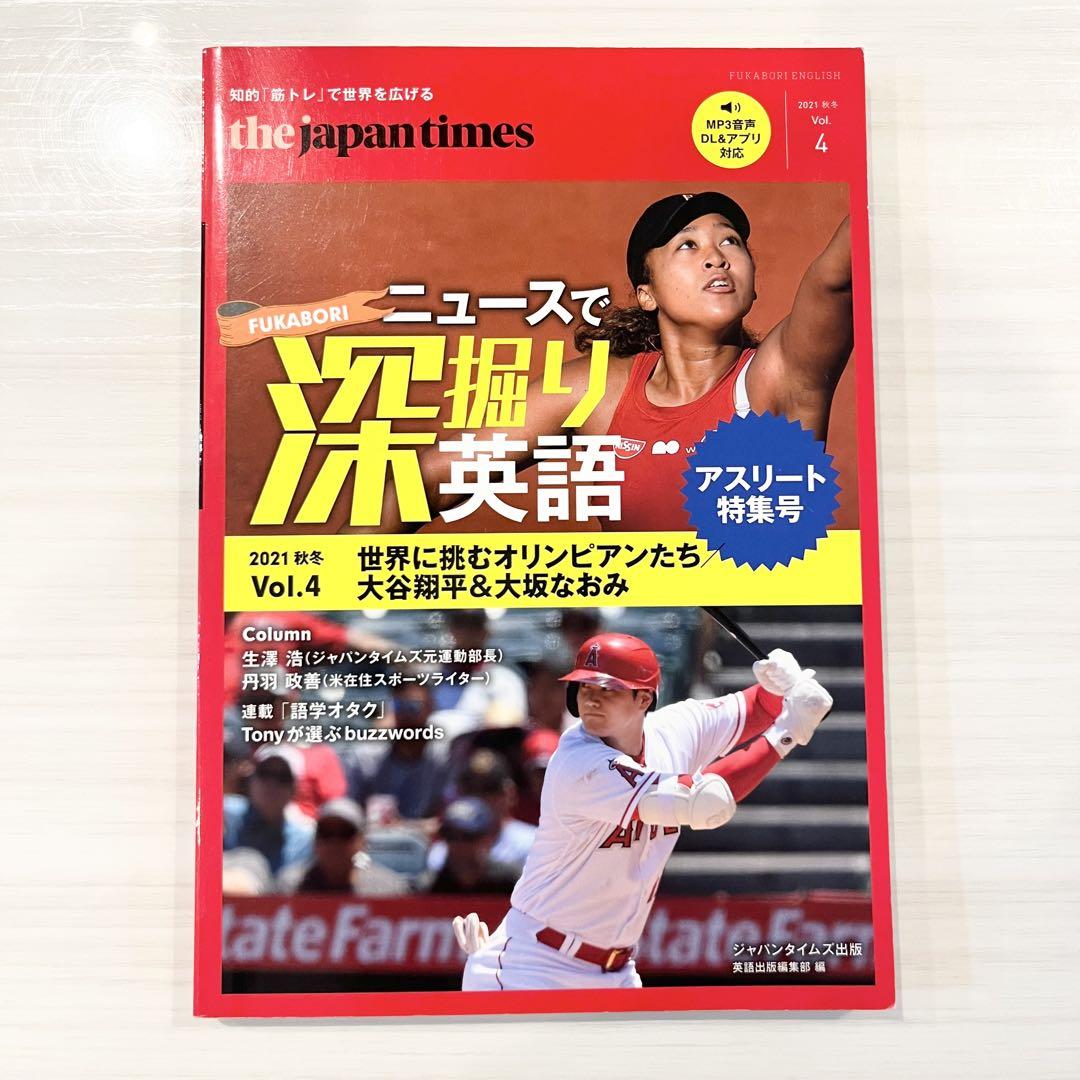 FUKABORI ENGLISH
知的「筋トレ」で世界を広げる
the japan times
MP3音声
DL&アプリ
対応
2021 秋冬
Vol.
4
FUKABORI
ニュースで
深掘り
英語
NISSIN
アスリート
特集号
2021 秋冬
Vol.4
世界に挑むオリンピアンたち/
大谷翔平&大坂なおみ
Column
生澤 浩(ジャパンタイムズ元運動部長)
丹羽 政善(米在住スポーツライター)
連載「語学オタク」
Tonyが選ぶbuzzwords
A
ateFarm
stateFar
ジャパンタイムズ出版
英語出版編集部 編